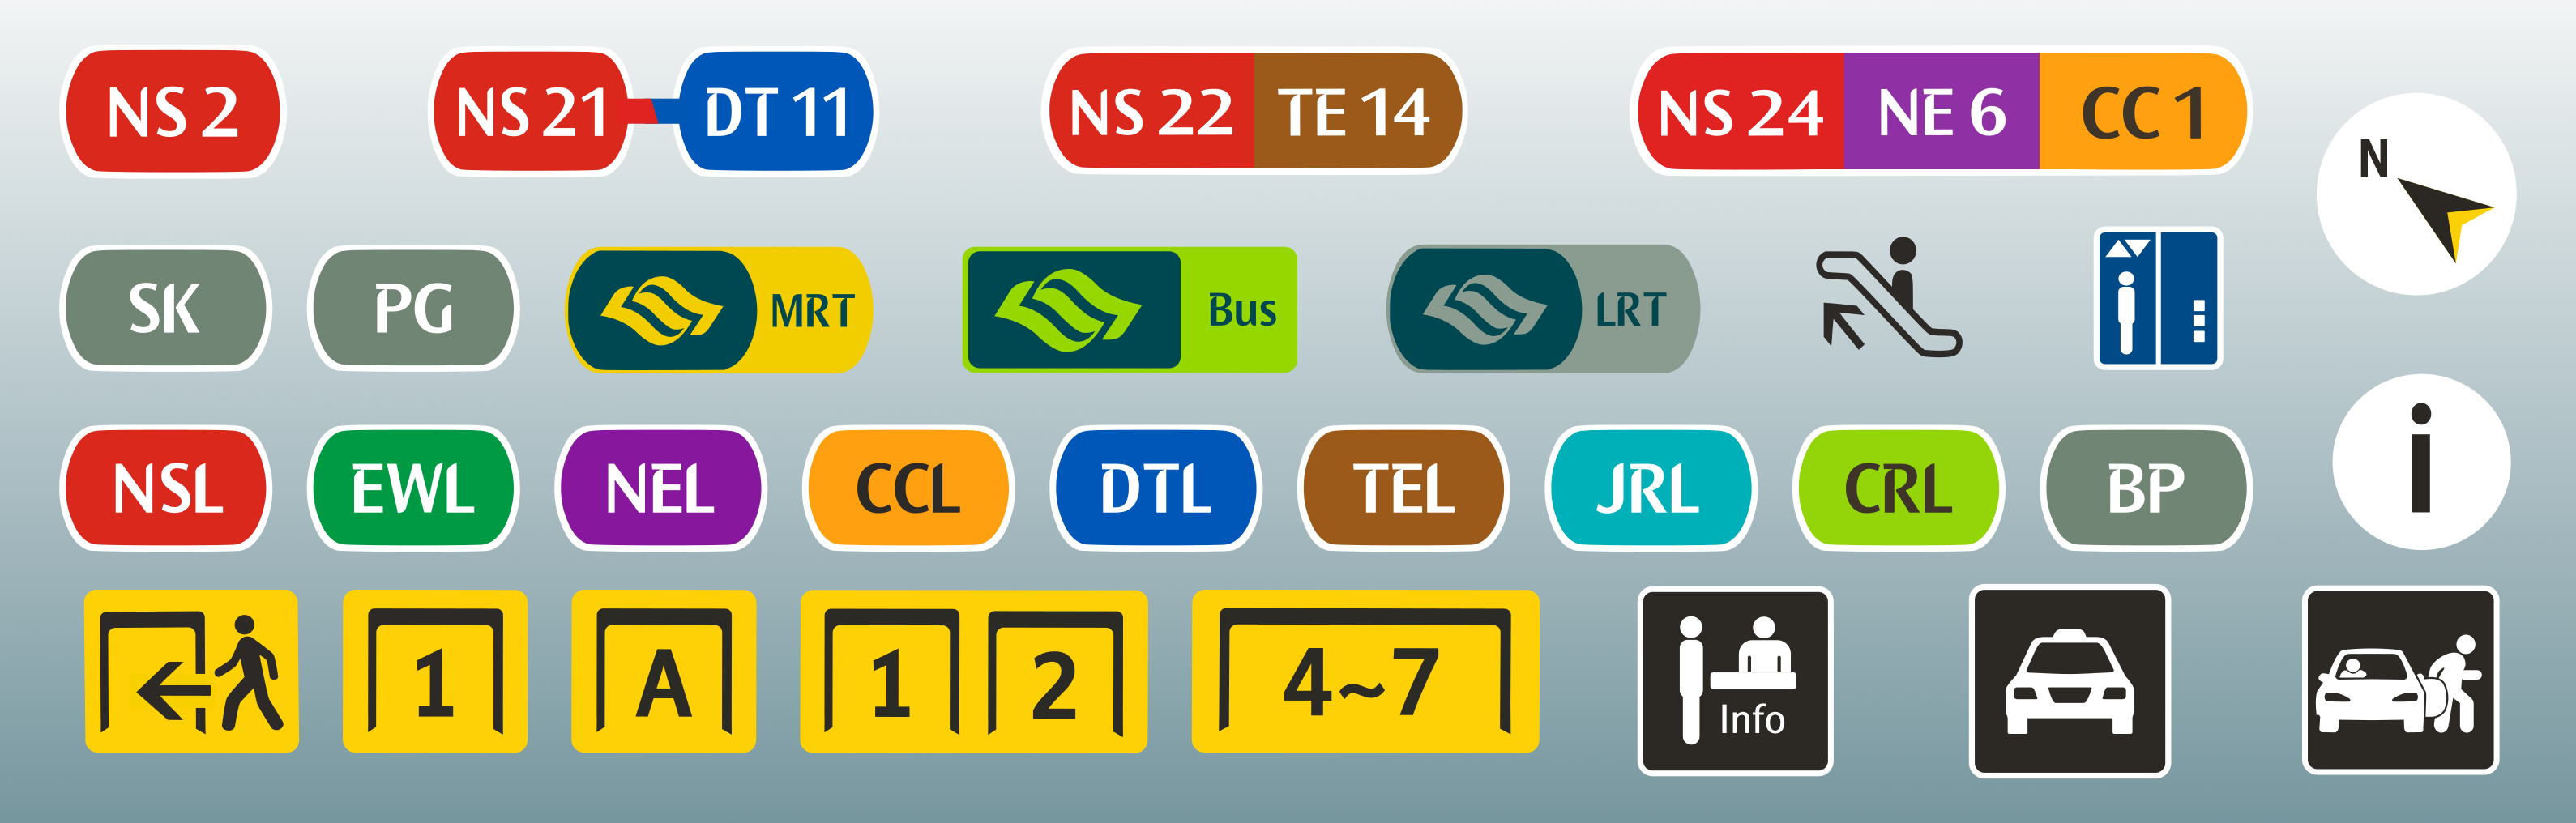 NS 2
NS 21 DT 11
NS 22 TE 14
NS 24 NE 6 CC 1
N
SK
PG
MRT
Bus
LRT
i
NSL
EWL
NEL
CCL
DTL
TEL
JRL
CRL
BP
1
A
1 2
4~7
Info